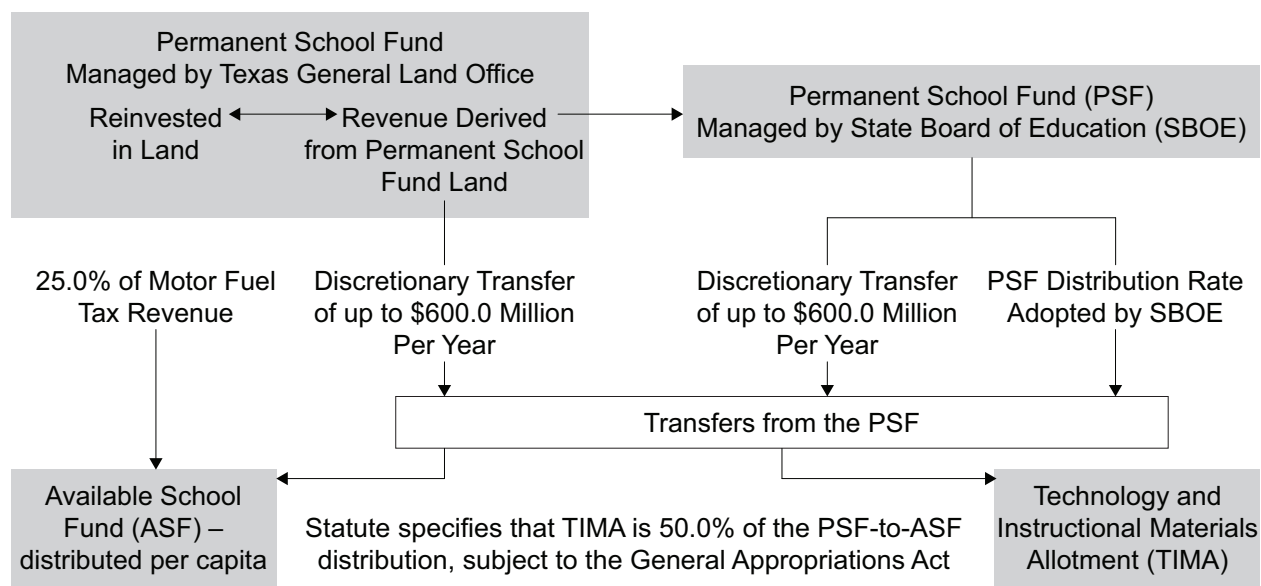 Permanent School Fund
Managed by Texas General Land Office
Reinvested
in Land
Revenue Derived
from Permanent School
Fund Land
Permanent School Fund (PSF)
Managed by State Board of Education (SBOE)
25.0% of Motor Fuel
Tax Revenue
Discretionary Transfer
of up to $600.0 Million
Per Year
Discretionary Transfer
of up to $600.0 Million
Per Year
PSF Distribution Rate
Adopted by SBOE
Transfers from the PSF
Available School
Fund (ASF) –
distributed per capita
Statute specifies that TIMA is 50.0% of the PSF-to-ASF
distribution, subject to the General Appropriations Act
Technology and
Instructional Materials
Allotment (TIMA)